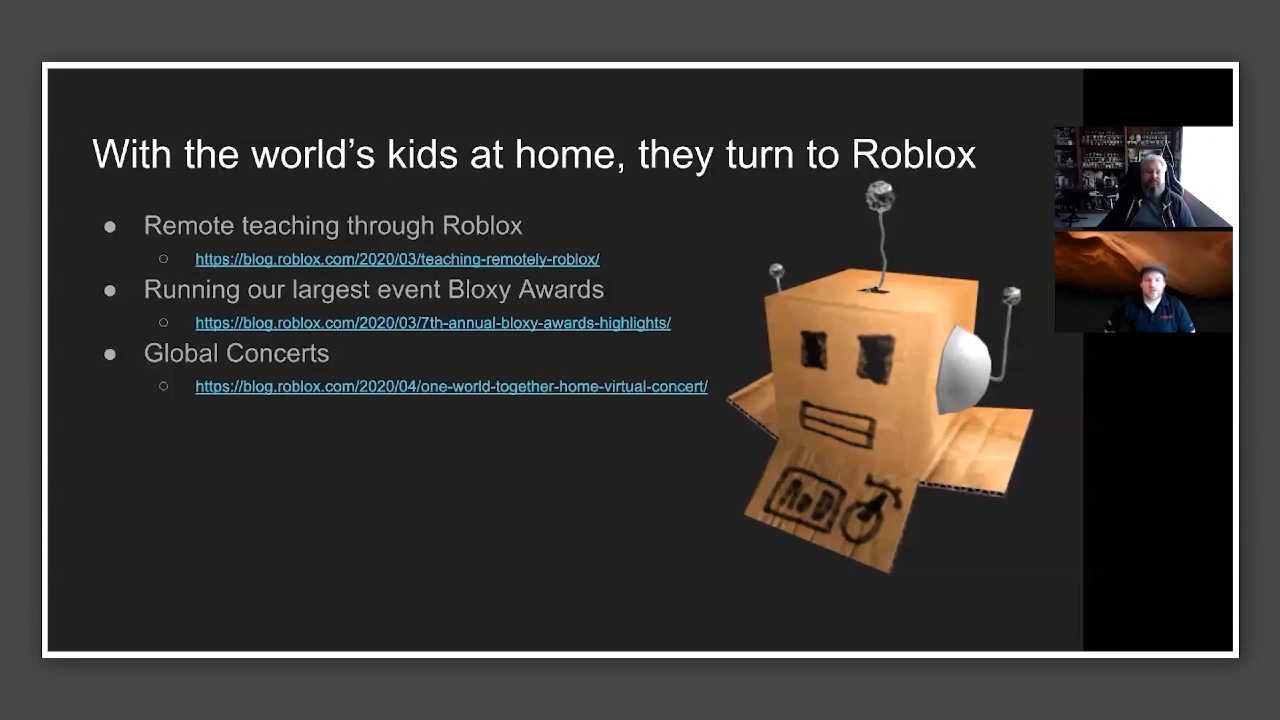 With the world’s kids at home, they turn to Roblox
● Remote teaching through Roblox
○ https://blog.roblox.com/2020/03/teaching-remotely-roblox/
● Running our largest event Bloxy Awards
○ https://blog.roblox.com/2020/03/7th-annual-bloxy-awards-highlights/
● Global Concerts
○ https://blog.roblox.com/2020/04/one-world-together-home-virtual-concert/